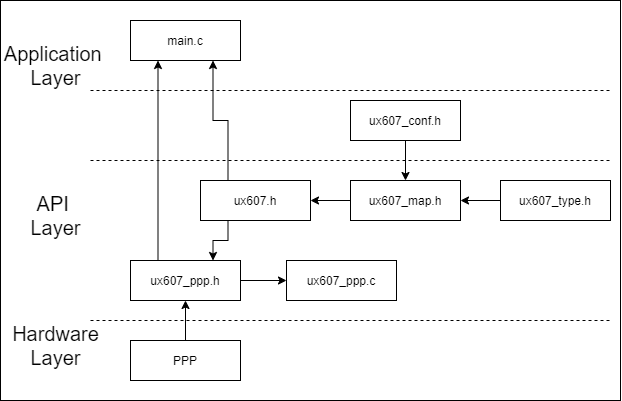 main.c
Application
Layer
ux607_conf.h
API
Layer
ux607.h
ux607_map.h
ux607_type.h
ux607_ppp.h
ux607_ppp.c
Hardware
Layer
PPP